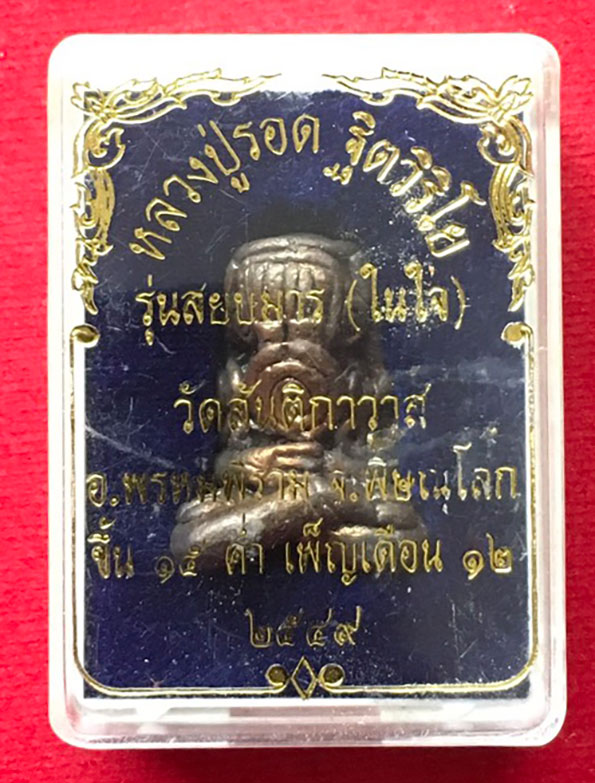 หลวงปู่รอด ฐิตวิริโย
รุ่นสยบมาร (ในใจ)
วัดสันติกาวาส
อ.พรหมพิราม จ.พิษณุโลก
ขึ้น ๑๕ ค่ำ เพ็ญเดือน ๑๒
๒๕๔๙